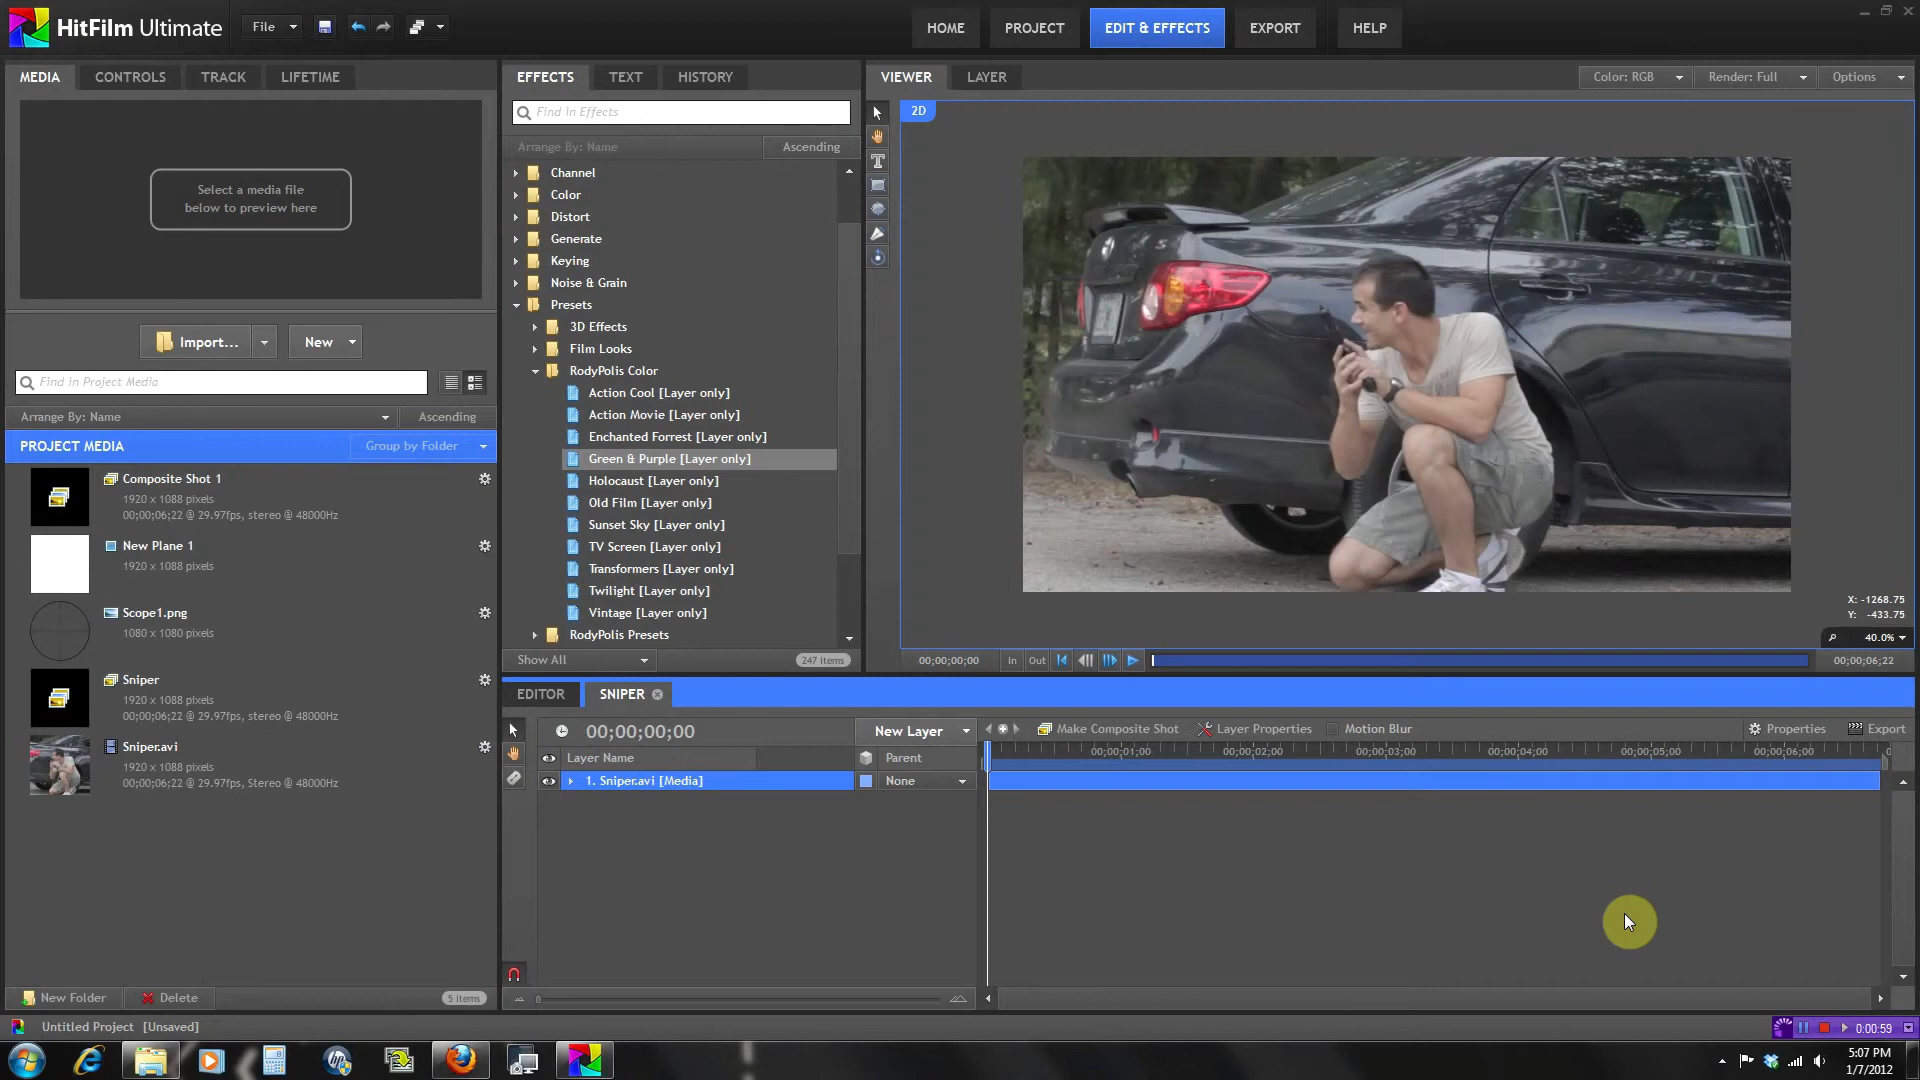 HitFilm Ultimate
File
HOME
PROJECT
EDIT & EFFECTS
EXPORT
HELP
MEDIA
CONTROLS
TRACK
LIFETIME
EFFECTS
TEXT
HISTORY
VIEWER
LAYER
Color: RGB
Render: Full
Options
Select a media file
below to preview here
Find in Effects
Arrange By: Name
Ascending
Channel
Color
Distort
Generate
Keying
Noise & Grain
Presets
3D Effects
Film Looks
RodyPolis Color
Action Cool [Layer only]
Action Movie [Layer only]
Enchanted Forrest [Layer only]
Green & Purple [Layer only]
Holocaust [Layer only]
Old Film [Layer only]
Sunset Sky [Layer only]
TV Screen [Layer only]
Transformers [Layer only]
Twilight [Layer only]
Vintage [Layer only]
RodyPolis Presets
Show All
247 items
2D
X: -1268.75
Y: -433.75
40.0%
00;00;00;00
In
Out
00;00;06;22
Import...
New
Find in Project Media
Arrange By: Name
Ascending
PROJECT MEDIA
Group by Folder
Composite Shot 1
1920 x 1088 pixels
00;00;06;22 @ 29.97fps, stereo @ 48000Hz
New Plane 1
1920 x 1088 pixels
Scope1.png
1080 x 1080 pixels
Sniper
1920 x 1088 pixels
00;00;06;22 @ 29.97fps, stereo @ 48000Hz
Sniper.avi
1920 x 1088 pixels
00;00;06;22 @ 29.97fps, Stereo @ 48000Hz
New Folder
Delete
5 items
EDITOR
SNIPER
00;00;00;00
New Layer
Make Composite Shot
Layer Properties
Motion Blur
Properties
Export
Layer Name
Parent
00;00;01;00
00;00;02;00
00;00;03;00
00;00;04;00
00;00;05;00
00;00;06;00
1. Sniper.avi [Media]
None
Untitled Project [Unsaved]
0:00:59
5:07 PM
1/7/2012